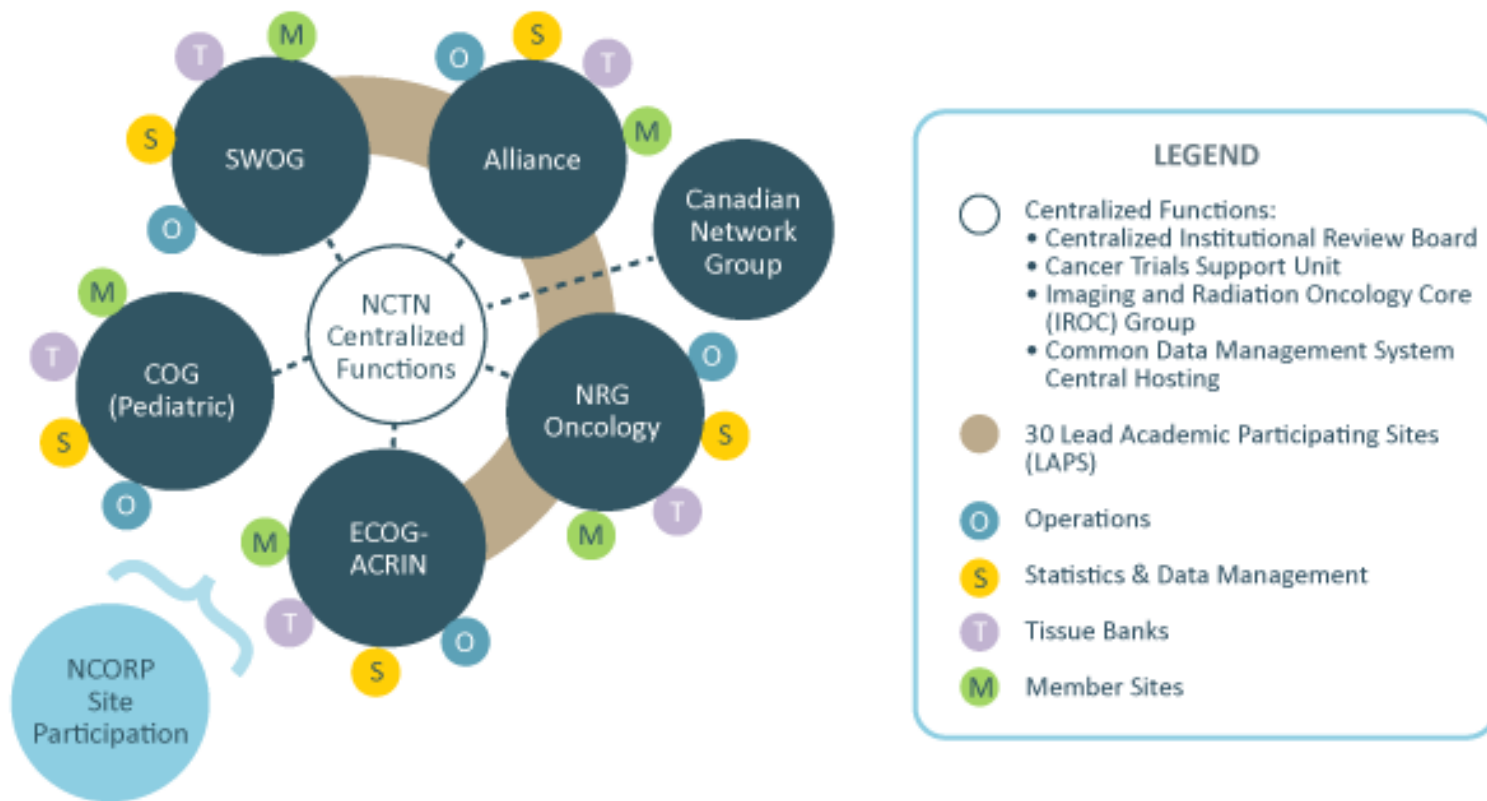 T
M
S
O
SWOG
O
S
T
M
Alliance
Canadian
Network
Group
M
T
S
O
COG
(Pediatric)
NCTN
Centralized
Functions
O
S
T
M
NRG
Oncology
M
T
S
O
ECOG-
ACRIN
NCORP
Site
Participation
LEGEND
Centralized Functions:
• Centralized Institutional Review Board
• Cancer Trials Support Unit
• Imaging and Radiation Oncology Core
(IROC) Group
• Common Data Management System
Central Hosting
30 Lead Academic Participating Sites
(LAPS)
O Operations
S Statistics & Data Management
T Tissue Banks
M Member Sites